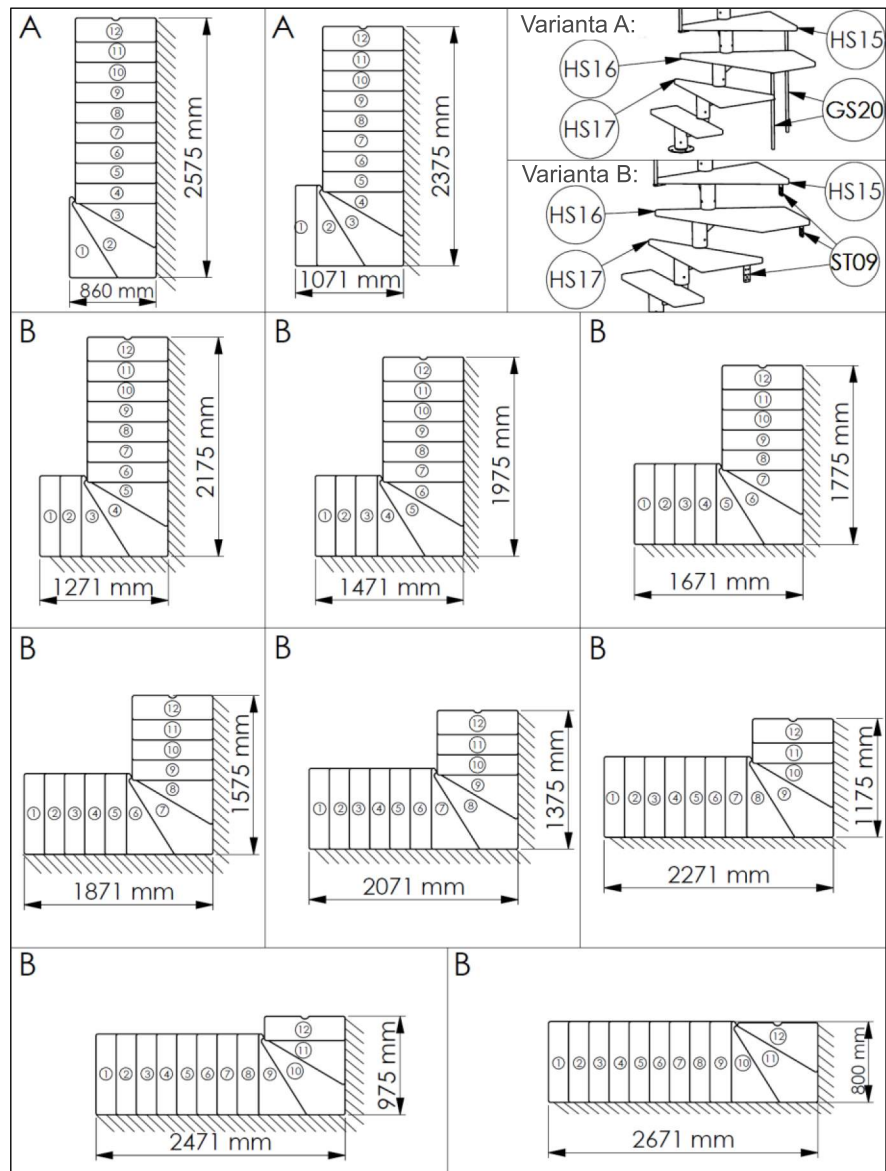 A
12
11
10
9
8
7
6
5
4
3
2
1
2575 mm
860 mm
A
12
11
10
9
8
7
6
5
4
3
2
1
2375 mm
1071 mm
Varianta A:
HS15
HS16
GS20
HS17
Varianta B:
HS15
HS16
ST09
HS17
B
12
11
10
9
8
7
6
5
4
3
2
1
2175 mm
1271 mm
B
12
11
10
9
8
7
6
5
4
3
2
1
1975 mm
1471 mm
B
12
11
10
9
8
7
6
5
4
3
2
1
1775 mm
1671 mm
B
12
11
10
9
8
7
1 2 3 4 5 6
1575 mm
1871 mm
B
12
11
10
9
8
1 2 3 4 5 6 7
1375 mm
2071 mm
B
12
11
10
9
1 2 3 4 5 6 7 8
1175 mm
2271 mm
B
12
11
10
1 2 3 4 5 6 7 8 9
975 mm
2471 mm
B
12
11
1 2 3 4 5 6 7 8 9 10
800 mm
2671 mm